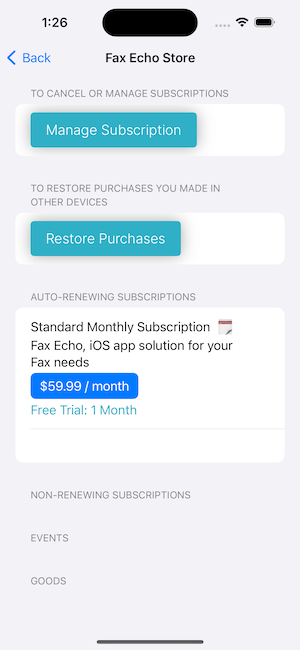 1:26
Back
Fax Echo Store
TO CANCEL OR MANAGE SUBSCRIPTIONS
Manage Subscription
TO RESTORE PURCHASES YOU MADE IN
OTHER DEVICES
Restore Purchases
AUTO-RENEWING SUBSCRIPTIONS
Standard Monthly Subscription
Fax Echo, iOS app solution for your
Fax needs
$59.99 / month
Free Trial: 1 Month
NON-RENEWING SUBSCRIPTIONS
EVENTS
GOODS